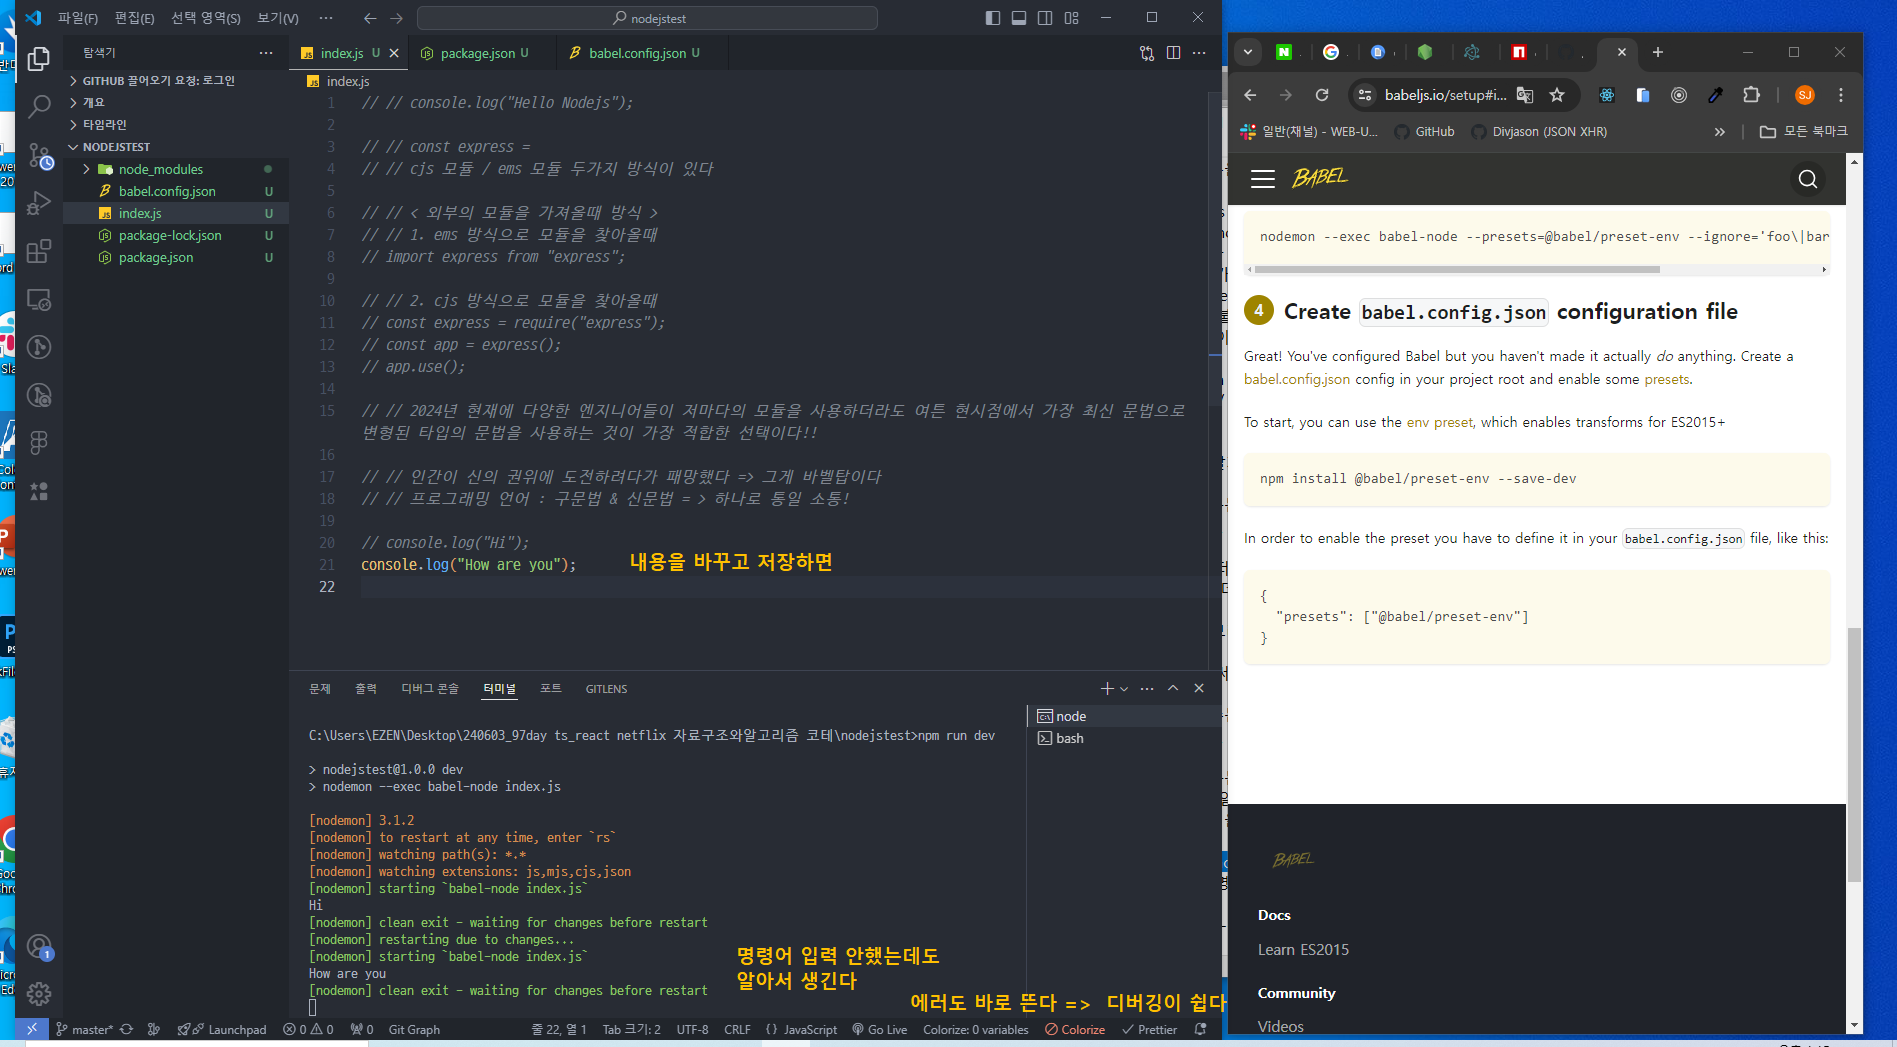 파일(F) 편집(E) 선택 영역(S) 보기(V) ··· nodejstest
탐색기 ···
GITHUB 끌어오기 요청: 로그인
개요
타임라인
NODEJSTEST
node_modules
babel.config.json U
index.js U
package-lock.json U
package.json U
index.js U package.json U babel.config.json U
index.js
1 // // console.log("Hello Nodejs");
2
3 // // const express =
4 // // cjs 모듈 / ems 모듈 두가지 방식이 있다
5
6 // // < 외부의 모듈을 가져올때 방식 >
7 // // 1. ems 방식으로 모듈을 찾아올때
8 // import express from "express";
9
10 // // 2. cjs 방식으로 모듈을 찾아올때
11 // const express = require("express");
12 // const app = express();
13 // app.use();
14
15 // // 2024년 현재에 다양한 엔지니어들이 저마다의 모듈을 사용하더라도 여튼 현시점에서 가장 최신 문법으로
변형된 타입의 문법을 사용하는 것이 가장 적합한 선택이다!!
16
17 // // 인간이 신의 권위에 도전하려다가 패망했다 => 그게 바벨탑이다
18 // // 프로그래밍 언어 : 구문법 & 신문법 = > 하나로 통일 소통!
19
20 // console.log("Hi");
21 console.log("How are you"); 내용을 바꾸고 저장하면
22
문제 출력 디버그 콘솔 터미널 포트 GITLENS
node
bash
C:\Users\EZEN\Desktop\240603_97day ts_react netflix 자료구조와알고리즘 코테\nodejstest>npm run dev
> nodejstest@1.0.0 dev
> nodemon --exec babel-node index.js
[nodemon] 3.1.2
[nodemon] to restart at any time, enter `rs`
[nodemon] watching path(s): *.*
[nodemon] watching extensions: js,mjs,cjs,json
[nodemon] starting `babel-node index.js`
Hi
[nodemon] clean exit - waiting for changes before restart
[nodemon] restarting due to changes...
[nodemon] starting `babel-node index.js`
How are you
[nodemon] clean exit - waiting for changes before restart
명령어 입력 안했는데도
알아서 생긴다
에러도 바로 뜬다 => 디버깅이 쉽다
master* Launchpad 0 0 0 Git Graph 줄 22, 열 1 Tab 크기: 2 UTF-8 CRLF {} JavaScript Go Live Colorize: 0 variables Colorize Prettier
babeljs.io/setup#i... SJ
일반(채널) - WEB-U... GitHub Divjason (JSON XHR) » 모든 북마크
BABEL
nodemon --exec babel-node --presets=@babel/preset-env --ignore='foo\|bar
4 Create babel.config.json configuration file
Great! You've configured Babel but you haven't made it actually do anything. Create a
babel.config.json config in your project root and enable some presets.
To start, you can use the env preset, which enables transforms for ES2015+
npm install @babel/preset-env --save-dev
In order to enable the preset you have to define it in your babel.config.json file, like this:
{
"presets": ["@babel/preset-env"]
}
BABEL
Docs
Learn ES2015
Community
Videos